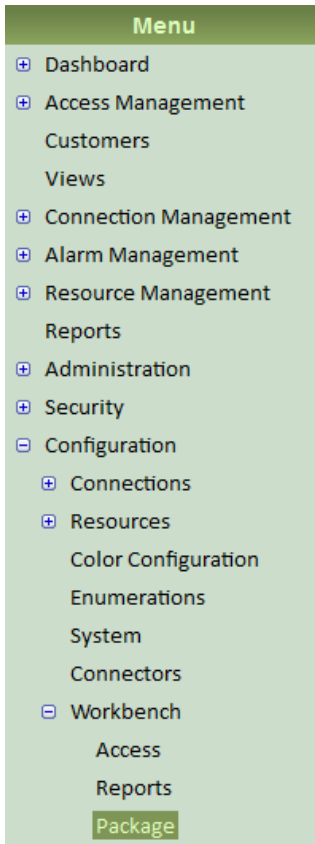 Menu
Dashboard
Access Management
Customers
Views
Connection Management
Alarm Management
Resource Management
Reports
Administration
Security
Configuration
Connections
Resources
Color Configuration
Enumerations
System
Connectors
Workbench
Access
Reports
Package